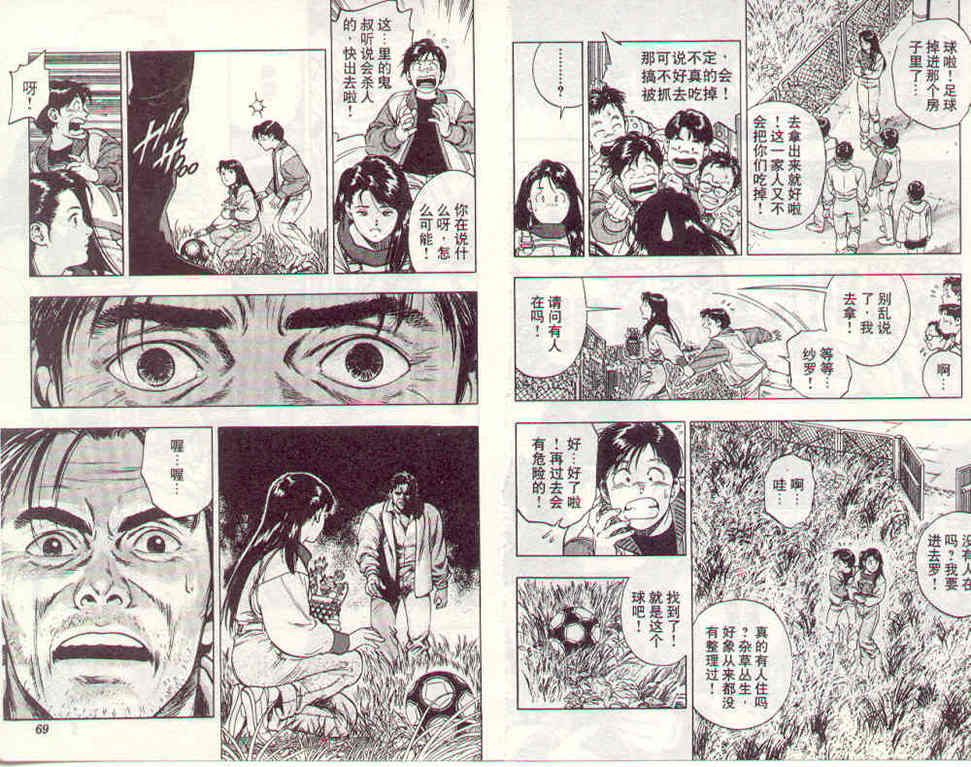 球啦！足球
掉进那个房
子里了…
去拿出来就好啦
！这一家人又不
会把你们吃掉！
那可说不定，
搞不好真的会
被抓去吃掉
…………？
别乱说
了，我
去拿！
啊…
等等…
纱罗！
请问有人
在吗！
没有人在
吗？我要
进去罗！
啊…
哇…
真的有人住吗
？杂草丛生，
好象从来都没
有整理过！
好…好了啦
！再过去会
有危险的！
找到了！
就是这个
球吧！
这…里的鬼
叔听说会杀人
的，快出去啦！
你在说什
么呀，怎
么可能！
呀！
喔…
喔…
69